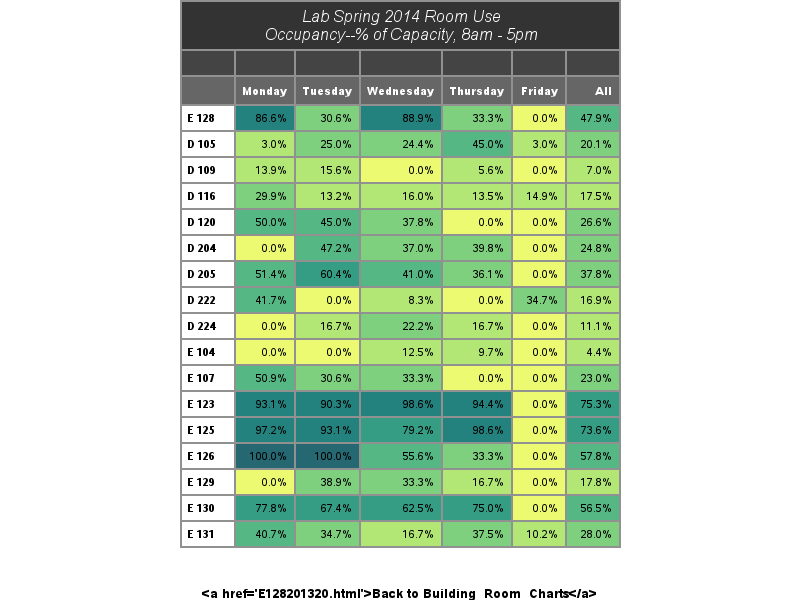 Lab Spring 2014 Room Use
Occupancy--% of Capacity, 8am - 5pm
Monday Tuesday Wednesday Thursday Friday All
E 128 86.6% 30.6% 88.9% 33.3% 0.0% 47.9%
D 105 3.0% 25.0% 24.4% 45.0% 3.0% 20.1%
D 109 13.9% 15.6% 0.0% 5.6% 0.0% 7.0%
D 116 29.9% 13.2% 16.0% 13.5% 14.9% 17.5%
D 120 50.0% 45.0% 37.8% 0.0% 0.0% 26.6%
D 204 0.0% 47.2% 37.0% 39.8% 0.0% 24.8%
D 205 51.4% 60.4% 41.0% 36.1% 0.0% 37.8%
D 222 41.7% 0.0% 8.3% 0.0% 34.7% 16.9%
D 224 0.0% 16.7% 22.2% 16.7% 0.0% 11.1%
E 104 0.0% 0.0% 12.5% 9.7% 0.0% 4.4%
E 107 50.9% 30.6% 33.3% 0.0% 0.0% 23.0%
E 123 93.1% 90.3% 98.6% 94.4% 0.0% 75.3%
E 125 97.2% 93.1% 79.2% 98.6% 0.0% 73.6%
E 126 100.0% 100.0% 55.6% 33.3% 0.0% 57.8%
E 129 0.0% 38.9% 33.3% 16.7% 0.0% 17.8%
E 130 77.8% 67.4% 62.5% 75.0% 0.0% 56.5%
E 131 40.7% 34.7% 16.7% 37.5% 10.2% 28.0%
<a href='E128201320.html'>Back to Building_Room_Charts</a>